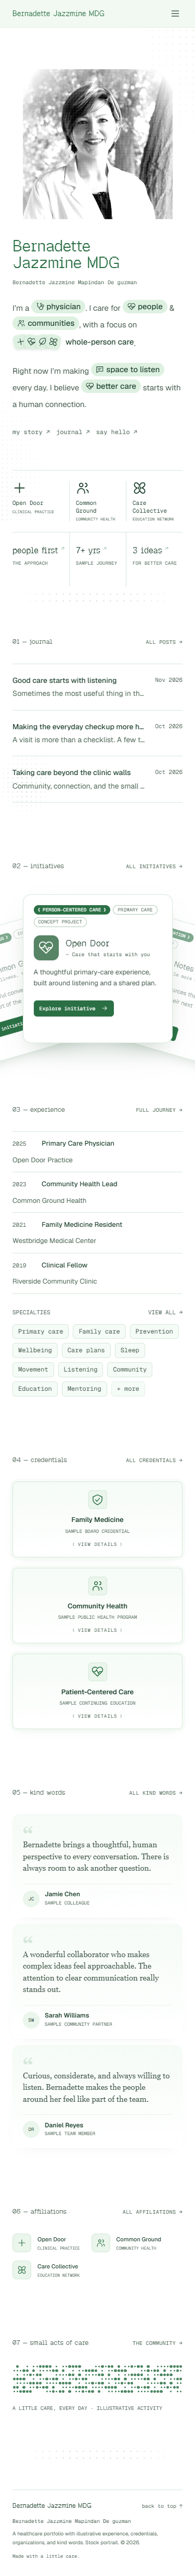 Bernadette Jazzmine MDG
Bernadette
Jazzmine MDG
Bernadette Jazzmine Mapindan De guzman
I'm a physician. I care for people &
communities, with a focus on
whole-person care.
Right now I'm making space to listen
every day. I believe better care starts with
a human connection.
my story ↗ journal ↗ say hello ↗
Open Door
CLINICAL PRACTICE
Common
Ground
COMMUNITY HEALTH
Care
Collective
EDUCATION NETWORK
people first ↗
THE APPROACH
7+ yrs ↗
SAMPLE JOURNEY
3 ideas ↗
FOR BETTER CARE
01 — journal
ALL POSTS →
Good care starts with listening
Nov 2026
Sometimes the most useful thing in th…
Making the everyday checkup more h…
Oct 2026
A visit is more than a checklist. A few t…
Taking care beyond the clinic walls
Oct 2026
Community, connection, and the small …
02 — initiatives
ALL INITIATIVES →
PERSON-CENTERED CARE
PRIMARY CARE
CONCEPT PROJECT
Open Door
— Care that starts with you
A thoughtful primary-care experience,
built around listening and a shared plan.
Explore initiative →
03 — experience
FULL JOURNEY →
2025 Primary Care Physician
Open Door Practice
2023 Community Health Lead
Common Ground Health
2021 Family Medicine Resident
Westbridge Medical Center
2019 Clinical Fellow
Riverside Community Clinic
SPECIALTIES
VIEW ALL →
Primary care Family care Prevention
Wellbeing Care plans Sleep
Movement Listening Community
Education Mentoring + more
04 — credentials
ALL CREDENTIALS →
Family Medicine
SAMPLE BOARD CREDENTIAL
VIEW DETAILS
Community Health
SAMPLE PUBLIC HEALTH PROGRAM
VIEW DETAILS
Patient-Centered Care
SAMPLE CONTINUING EDUCATION
VIEW DETAILS
05 — kind words
ALL KIND WORDS →
Bernadette brings a thoughtful, human
perspective to every conversation. There is
always room to ask another question.
JC
Jamie Chen
SAMPLE COLLEAGUE
A wonderful collaborator who makes
complex ideas feel approachable. The
attention to clear communication really
stands out.
SW
Sarah Williams
SAMPLE COMMUNITY PARTNER
Curious, considerate, and always willing to
listen. Bernadette makes the people
around her feel like part of the team.
DR
Daniel Reyes
SAMPLE TEAM MEMBER
06 — affiliations
ALL AFFILIATIONS →
Open Door
CLINICAL PRACTICE
Common Ground
COMMUNITY HEALTH
Care Collective
EDUCATION NETWORK
07 — small acts of care
THE COMMUNITY →
A LITTLE CARE, EVERY DAY · ILLUSTRATIVE ACTIVITY
Bernadette Jazzmine MDG
back to top ↑
Bernadette Jazzmine Mapindan De guzman
A healthcare portfolio with illustrative experience, credentials,
organizations, and kind words. Stock portrait. © 2026.
Made with a little care.